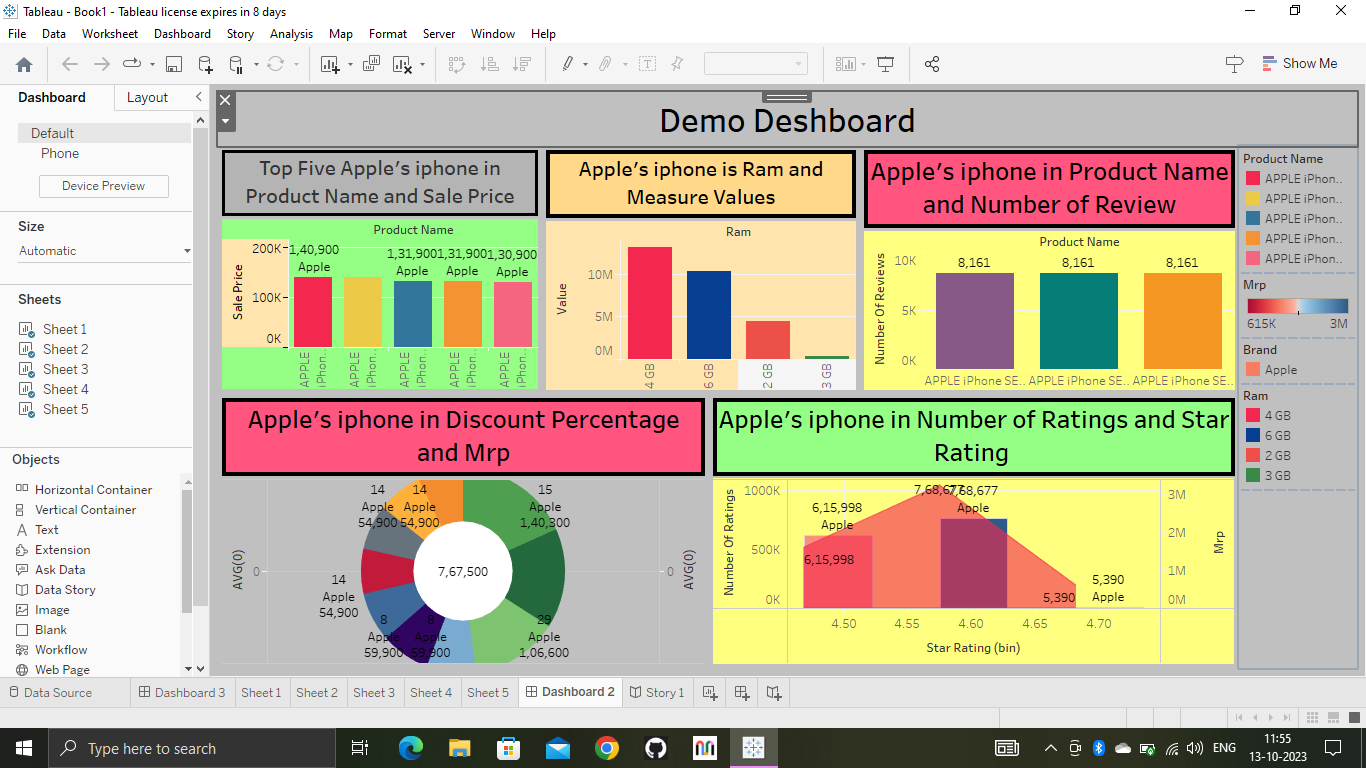 Tableau - Book1 - Tableau license expires in 8 days
File Data Worksheet Dashboard Story Analysis Map Format Server Window Help
Show Me
Dashboard Layout
Default
Phone
Device Preview
Size
Automatic
Sheets
Sheet 1
Sheet 2
Sheet 3
Sheet 4
Sheet 5
Objects
Horizontal Container
Vertical Container
Text
Extension
Ask Data
Data Story
Image
Blank
Workflow
Web Page
Demo Deshboard
Top Five Apple's iphone in
Product Name and Sale Price
Product Name
Sale Price
200K
100K
0K
1,40,900
Apple
1,31,900
Apple
1,31,900
Apple
1,30,900
Apple
APPLE
iPhon..
APPLE
iPhon..
APPLE
iPhon..
APPLE
iPhon..
APPLE
iPhon..
Apple's iphone is Ram and
Measure Values
Ram
Value
10M
5M
0M
4 GB
6 GB
2 GB
3 GB
Apple's iphone in Product Name
and Number of Review
Product Name
Number Of Reviews
10K
5K
0K
8,161
8,161
8,161
APPLE iPhone SE..
APPLE iPhone SE..
APPLE iPhone SE..
Product Name
APPLE iPhon..
APPLE iPhon..
APPLE iPhon..
APPLE iPhon..
APPLE iPhon..
Mrp
615K 3M
Brand
Apple
Ram
4 GB
6 GB
2 GB
3 GB
Apple's iphone in Discount Percentage
and Mrp
AVG(0)
0
14
Apple
54,900
14
Apple
54,900
15
Apple
1,40,300
7,67,500
14
Apple
54,900
8
Apple
59,900
8
Apple
59,900
29
Apple
1,06,600
0
AVG(0)
Apple's iphone in Number of Ratings and Star
Rating
Number Of Ratings
1000K
500K
0K
6,15,998
Apple
6,15,998
7,68,677
7,68,677
Apple
5,390
5,390
Apple
3M
2M
1M
0M
Mrp
4.50 4.55 4.60 4.65 4.70
Star Rating (bin)
Data Source Dashboard 3 Sheet 1 Sheet 2 Sheet 3 Sheet 4 Sheet 5 Dashboard 2 Story 1
Type here to search
ENG
11:55
13-10-2023